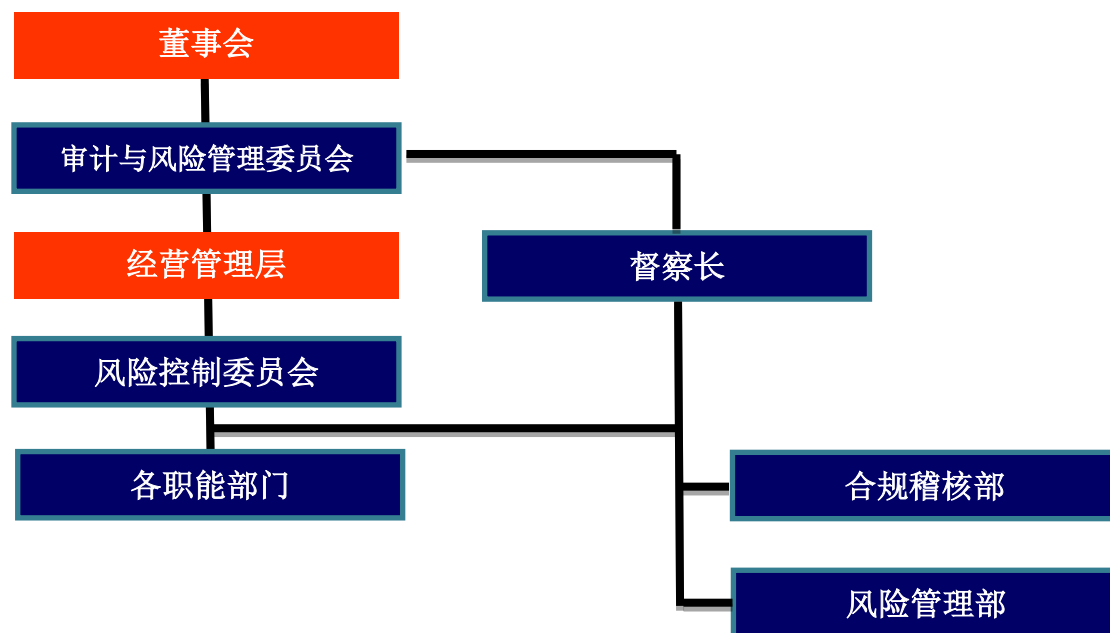 董事会
审计与风险管理委员会
经营管理层
督察长
风险控制委员会
各职能部门
合规稽核部
风险管理部